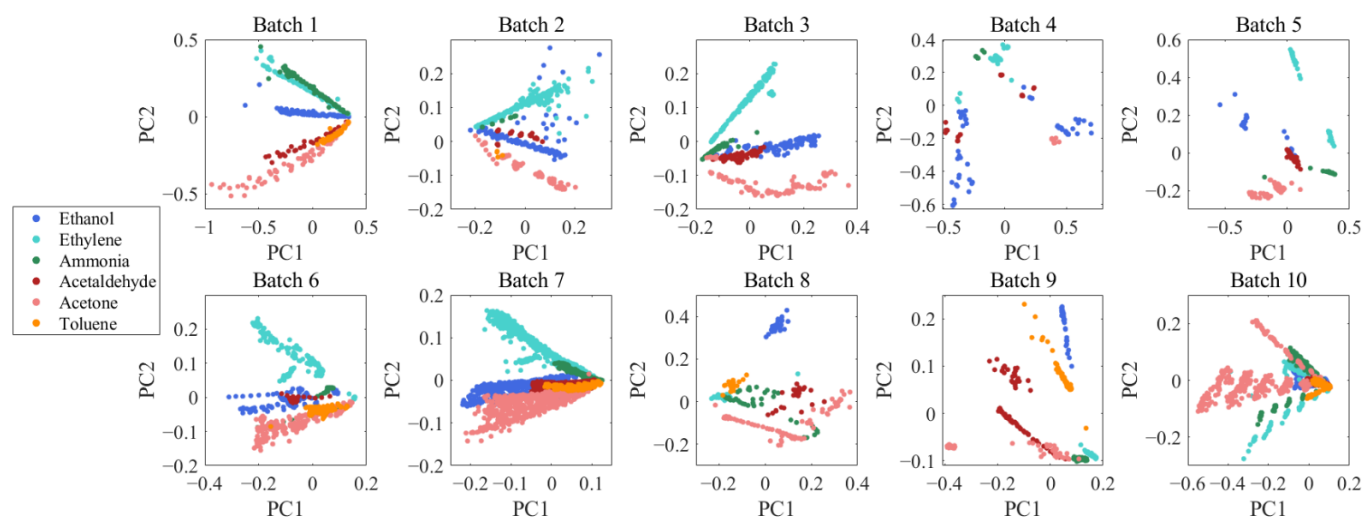 Batch 1
Batch 2
Batch 3
Batch 4
Batch 5
0.5
0
−0.5
−1
−0.5
0
0.5
PC2
PC1
0.2
0.1
0
0.1
0.2
−0.2
0
0.2
PC2
PC1
0.2
0.1
0
0.1
0.2
−0.2
0
0.2
0.4
PC2
PC1
0.4
0.2
0
−0.2
−0.4
0.6
−0.5
0
0.5
PC2
PC1
0.6
0.4
0.2
0
−0.2
−0.5
0
0.5
PC2
PC1
Ethanol
Ethylene
Ammonia
Acetaldehyde
Acetone
Toluene
Batch 6
Batch 7
Batch 8
Batch 9
Batch 10
0.2
0.1
0
−0.1
0.2
−0.4
−0.2
0
0.2
PC2
PC1
0.2
0.1
0
−0.1
0.2
−0.2
−0.1
0
0.1
PC2
PC1
0.4
0.2
0
−0.2
−0.2
0
0.2
0.4
PC2
PC1
0.2
0.1
0
−0.1
−0.4
−0.2
0
0.2
PC2
PC1
0.2
0
−0.2
−0.6
−0.4
−0.2
0
0.2
PC2
PC1